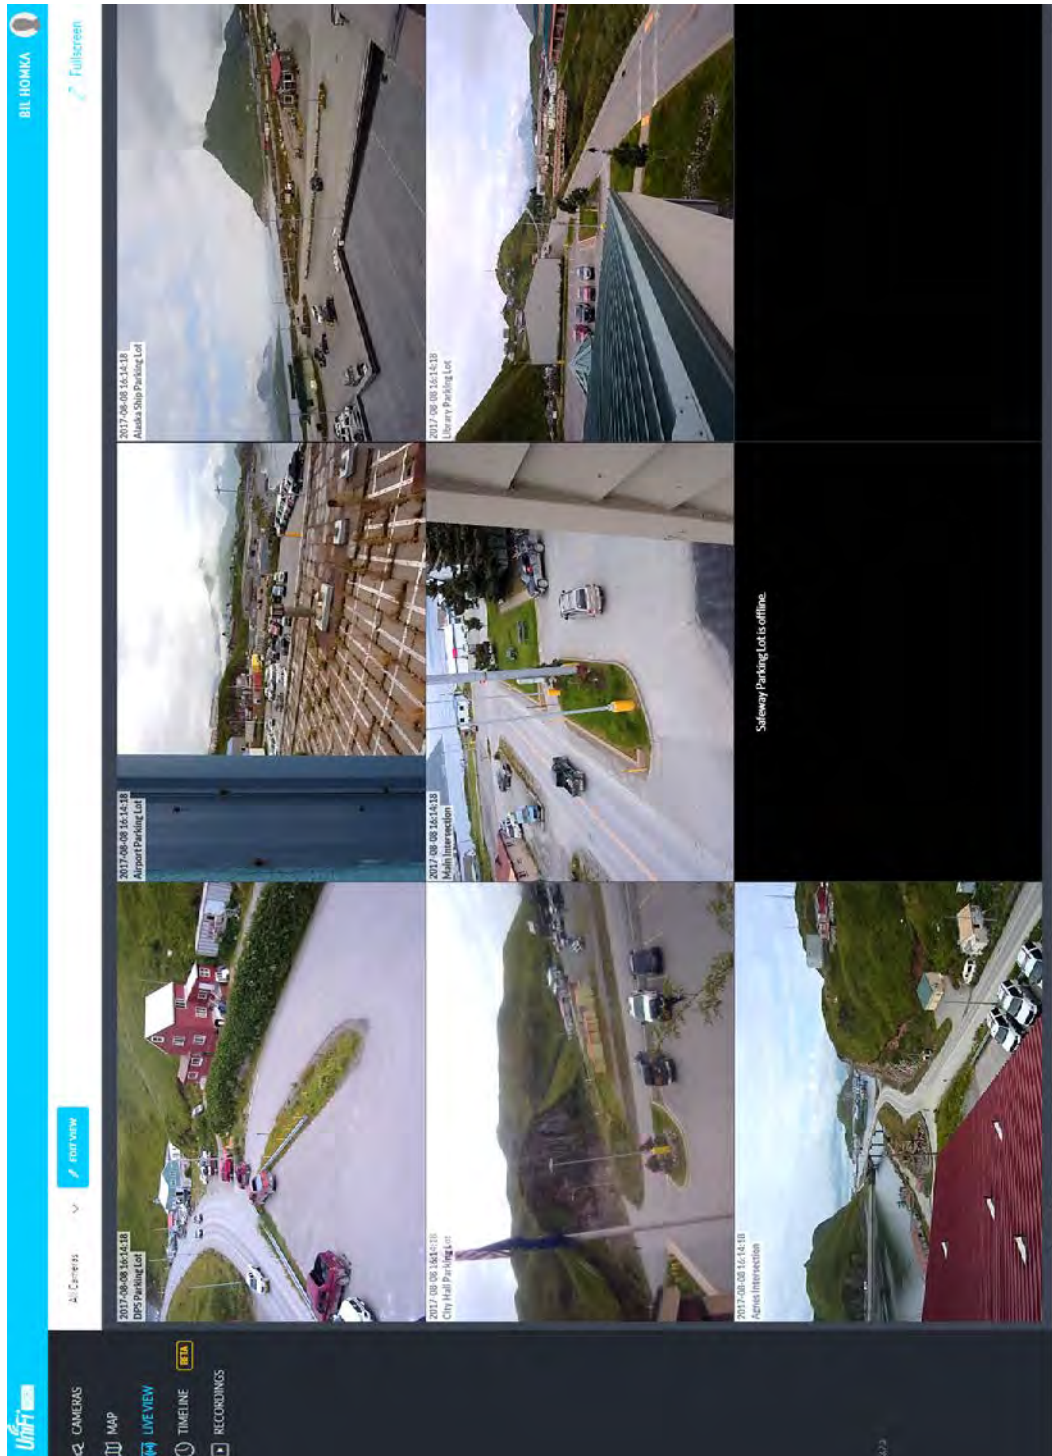 UniFi
BIL HOMKA
All Cameras
EDIT VIEW
Fullscreen
CAMERAS
MAP
LIVE VIEW
TIMELINE
BETA
RECORDINGS
2017-08-08 16:14:18
DPS Parking Lot
2017-08-08 16:14:18
Airport Parking Lot
2017-08-08 16:14:18
Alaska Ship Parking Lot
2017-08-08 16:14:18
City Hall Parking Lot
2017-08-08 16:14:18
Main Intersection
2017-08-08 16:14:18
Library Parking Lot
2017-08-08 16:14:18
Agnes Intersection
Safeway Parking Lot is offline.